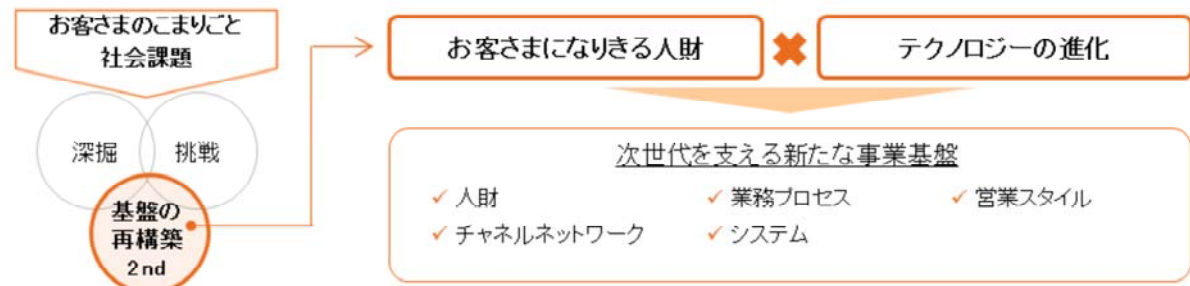 お客さまのこまりごと
社会課題
深掘
挑戦
基盤の
再構築
2nd
お客さまになりきる人財
✖
テクノロジーの進化
次世代を支える新たな事業基盤
✓ 人財
✓ 業務プロセス
✓ 営業スタイル
✓ チャネルネットワーク
✓ システム